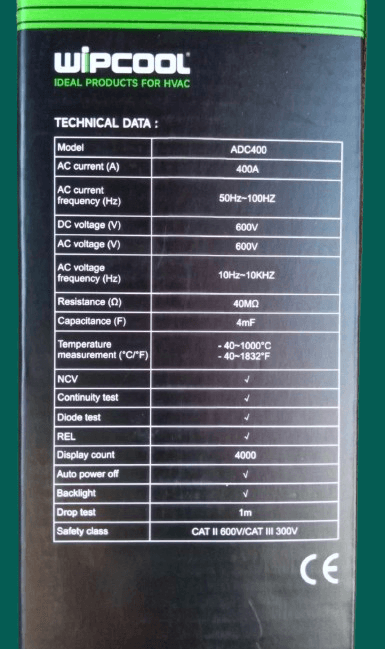 WIPCOOL
IDEAL PRODUCTS FOR HVAC
TECHNICAL DATA :
Model ADC400
AC current (A) 400A
AC current
frequency (Hz) 50Hz~100HZ
DC voltage (V) 600V
AC voltage (V) 600V
AC voltage
frequency (Hz) 10Hz~10KHZ
Resistance (Ω) 40MΩ
Capacitance (F) 4mF
Temperature
measurement (°C/°F) - 40~1000°C
- 40~1832°F
NCV √
Continuity test √
Diode test √
REL √
Display count 4000
Auto power off √
Backlight √
Drop test 1m
Safety class CAT II 600V/CAT III 300V
CE